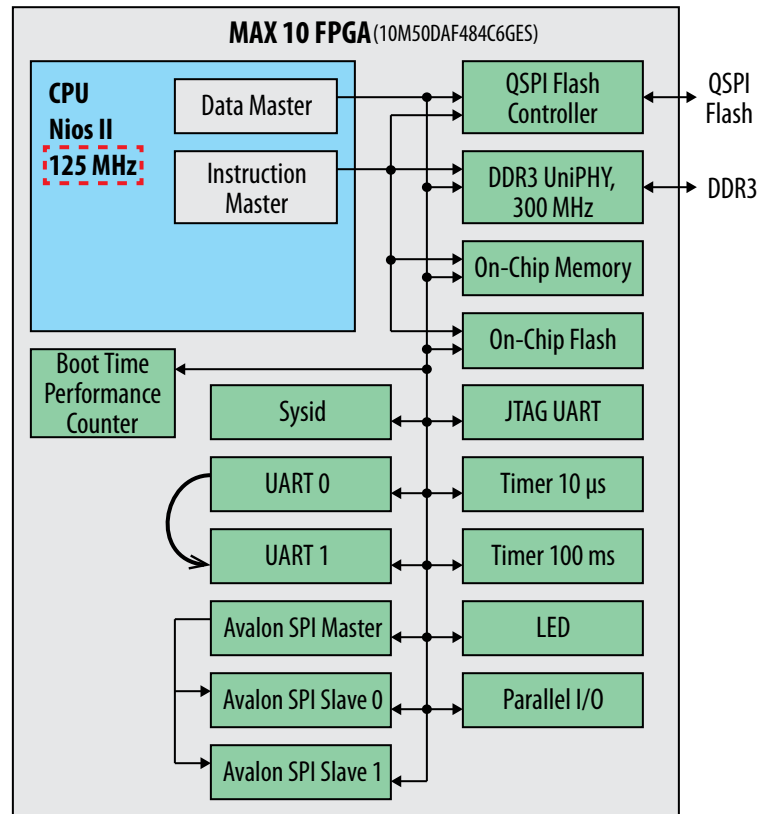 MAX 10 FPGA (10M50DAF484C6GES)
CPU
Nios II
125 MHz
Data Master
Instruction
Master
QSPI Flash
Controller
QSPI
Flash
DDR3 UniPHY,
300 MHz
DDR3
On-Chip Memory
On-Chip Flash
Boot Time
Performance
Counter
Sysid
JTAG UART
UART 0
Timer 10 µs
UART 1
Timer 100 ms
Avalon SPI Master
LED
Avalon SPI Slave 0
Parallel I/O
Avalon SPI Slave 1